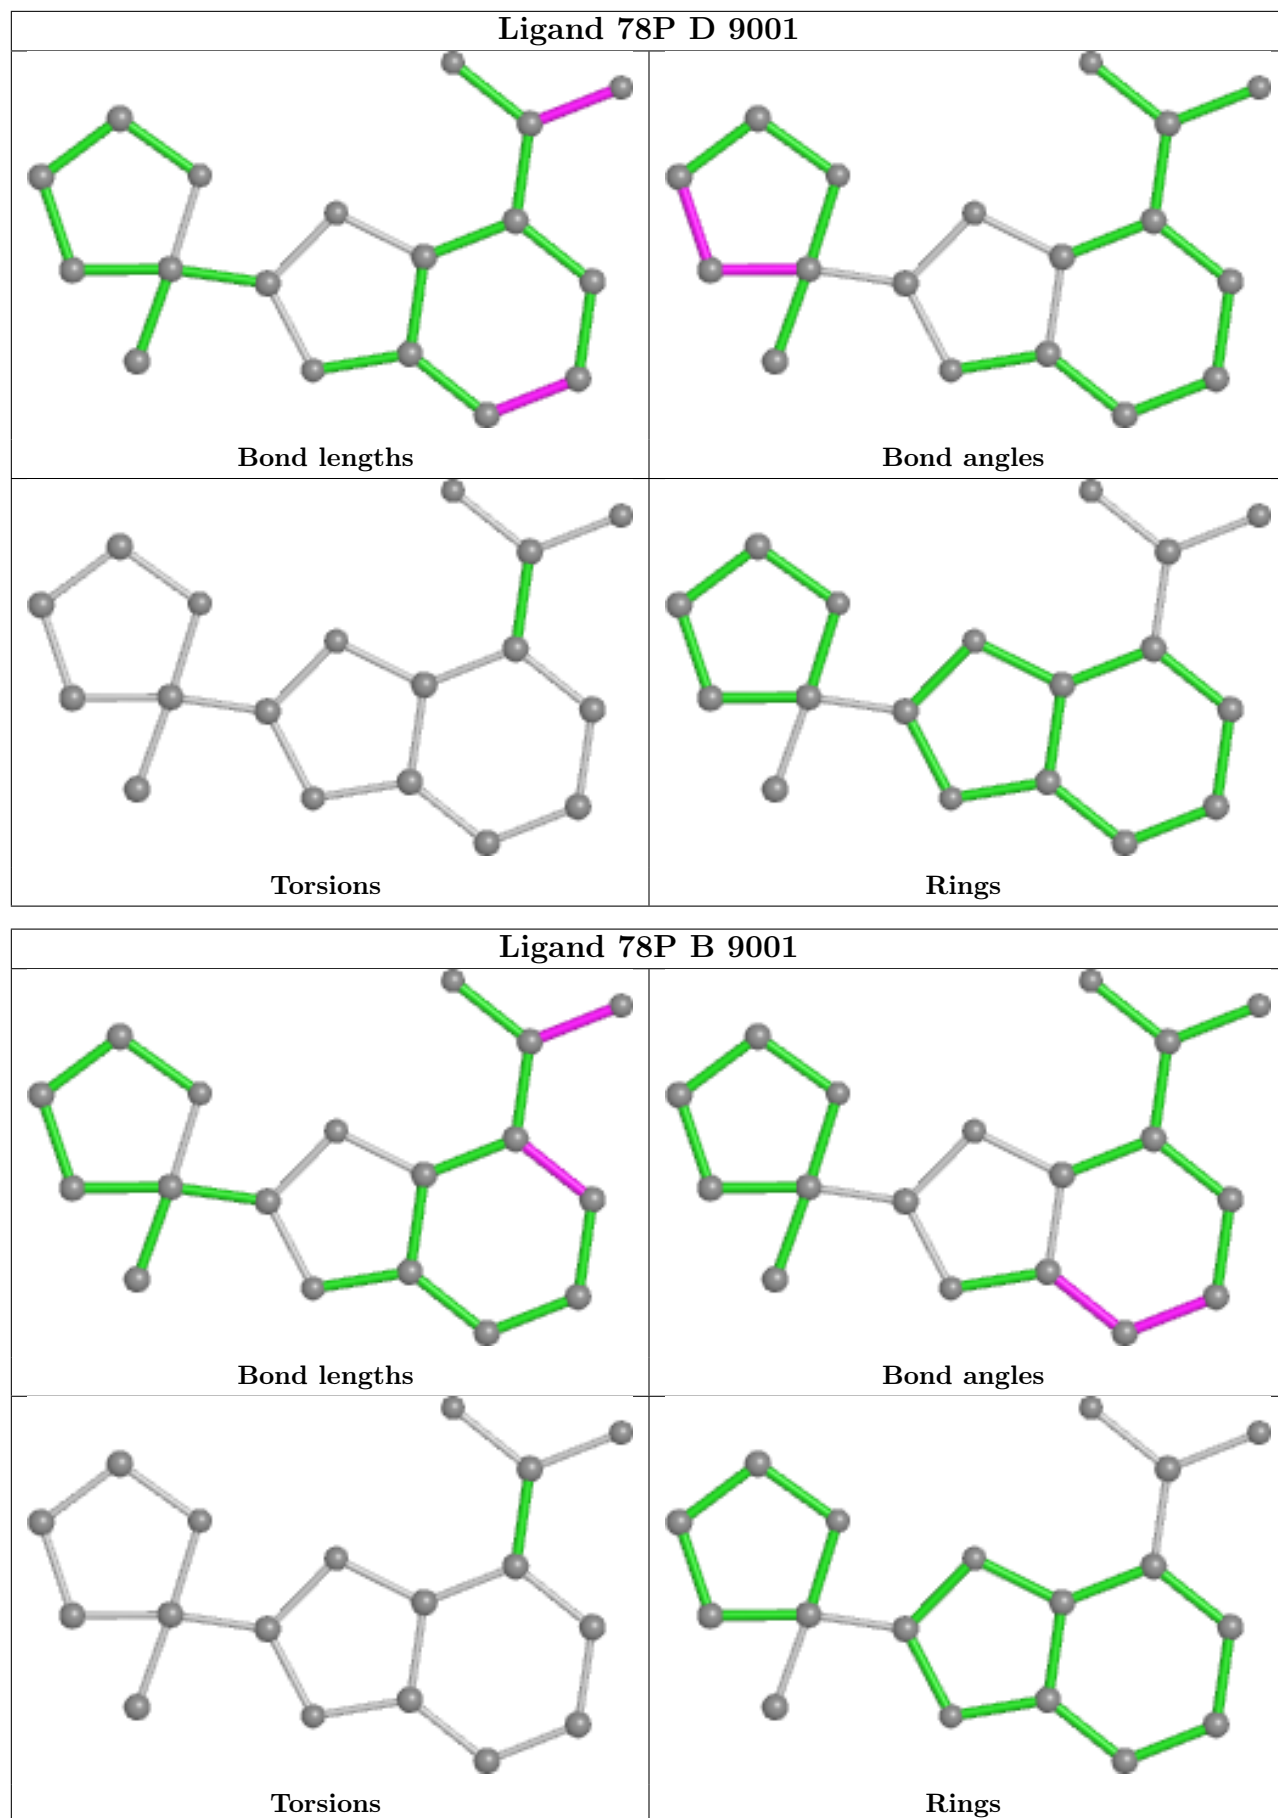 Ligand 78P D 9001
Bond lengths
Bond angles
Torsions
Rings
Ligand 78P B 9001
Bond lengths
Bond angles
Torsions
Rings